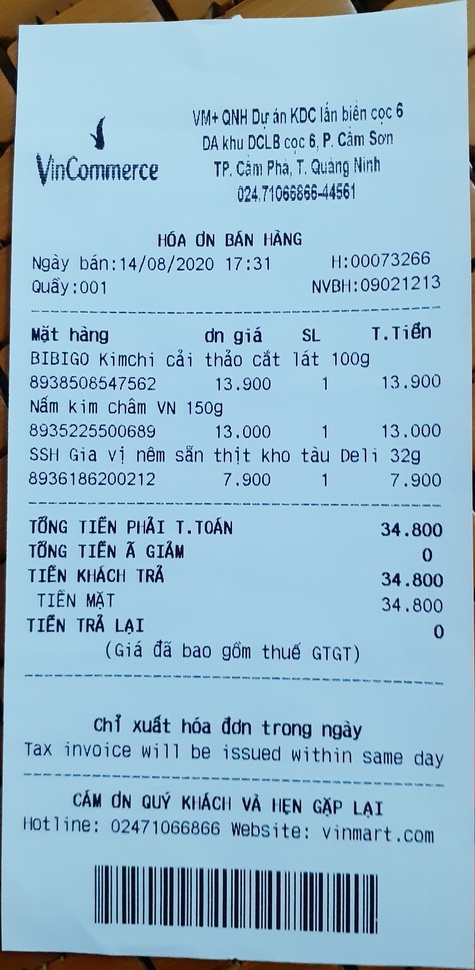 VinCommerce
VM+ QNH Dự án KDC lấn biển cọc 6
DA khu DCLB cọc 6, P. Cẩm Sơn
TP. Cẩm Phả, T. Quảng Ninh
024.71066866-44561
HÓA ƠN BÁN HÀNG
Ngày bán:14/08/2020 17:31 H:00073266
Quầy:001 NVBH:09021213
Mặt hàng ơn giá SL T.Tiền
BIBIGO Kimchi cải thảo cắt lát 100g
8938508547562 13.900 1 13.900
Nấm kim châm VN 150g
8935225500689 13.000 1 13.000
SSH Gia vị nêm sẵn thịt kho tàu Deli 32g
8936186200212 7.900 1 7.900
TỔNG TIỀN PHẢI T.TOÁN 34.800
TỔNG TIỀN Ã GIẢM 0
TIỀN KHÁCH TRẢ 34.800
TIỀN MẶT 34.800
TIỀN TRẢ LẠI 0
(Giá đã bao gồm thuế GTGT)
Chỉ xuất hóa đơn trong ngày
Tax invoice will be issued within same day
CẢM ƠN QUÝ KHÁCH VÀ HẸN GẶP LẠI
Hotline: 02471066866 Website: vinmart.com